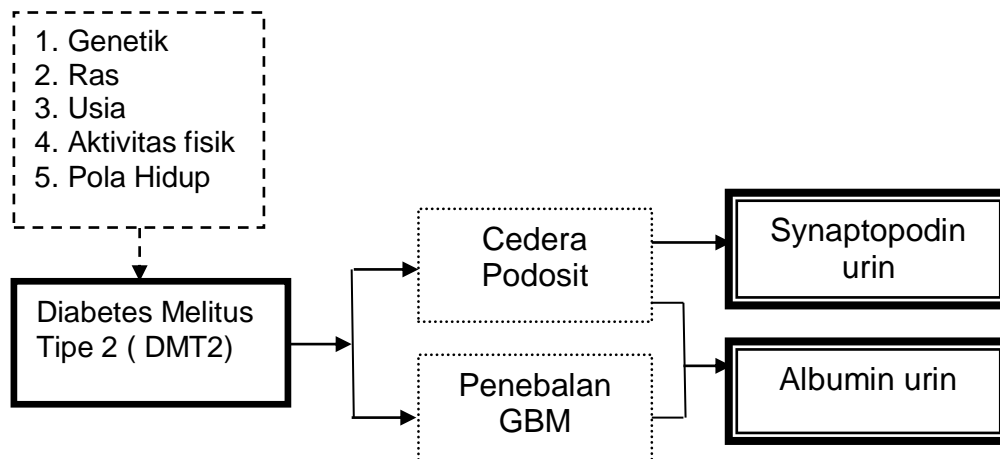 1. Genetik
2. Ras
3. Usia
4. Aktivitas fisik
5. Pola Hidup
Diabetes Melitus
Tipe 2 ( DMT2)
Cedera
Podosit
Penebalan
GBM
Synaptopodin
urin
Albumin urin